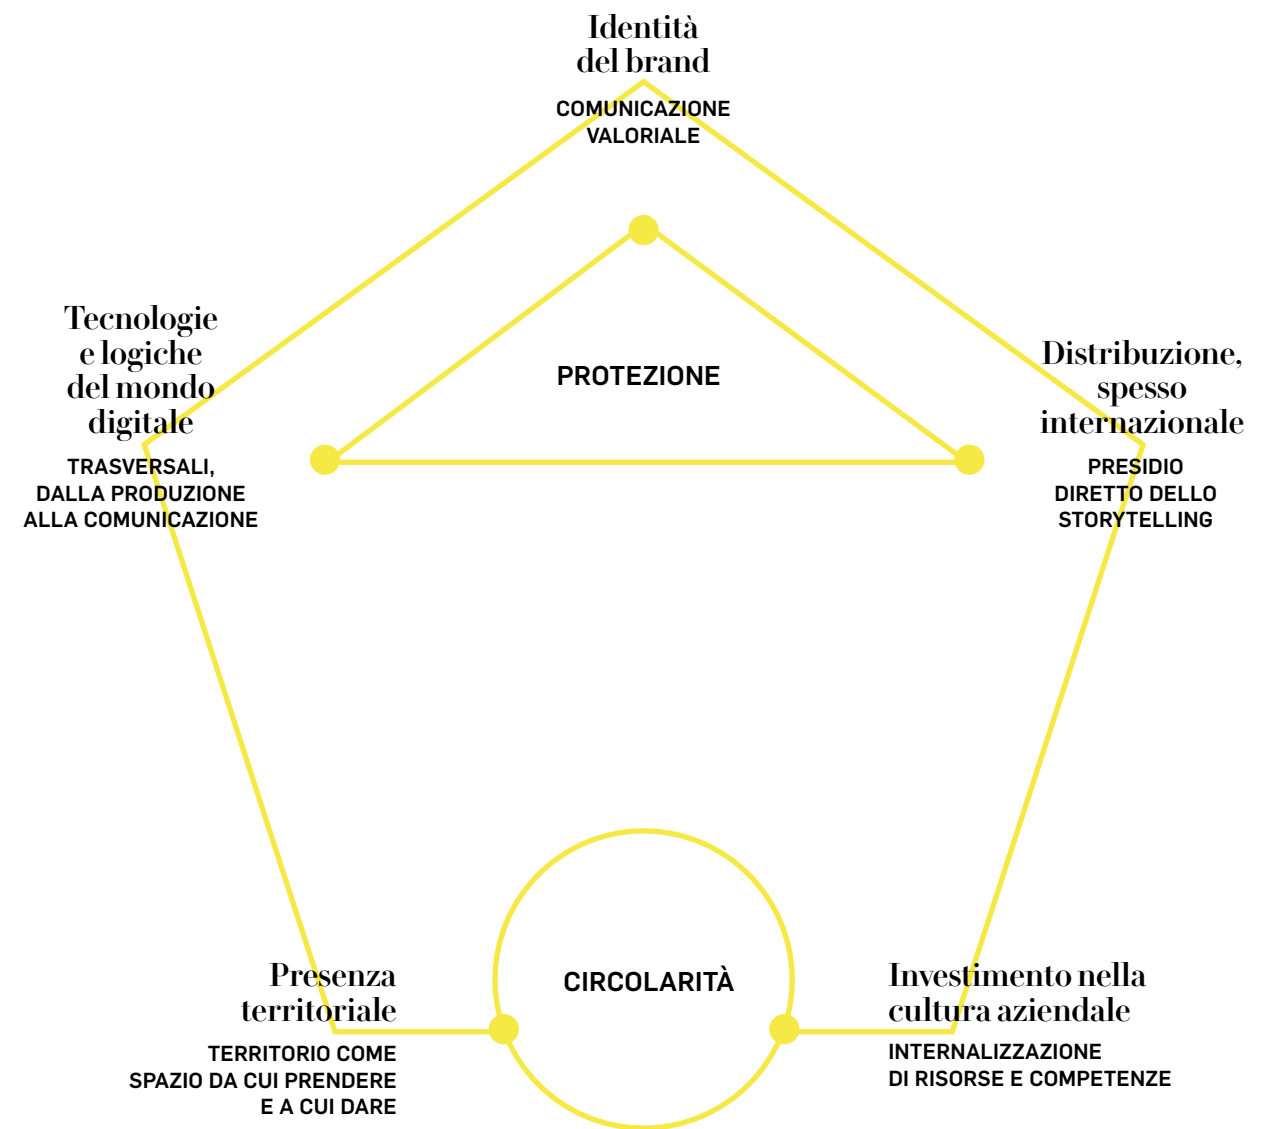 Identità
del brand
COMUNICAZIONE
VALORIALE
Tecnologie
e logiche
del mondo
digitale
TRASVERSALI,
DALLA PRODUZIONE
ALLA COMUNICAZIONE
PROTEZIONE
Distribuzione,
spesso
internazionale
PRESIDIO
DIRETTO DELLO
STORYTELLING
Presenza
territoriale
TERRITORIO COME
SPAZIO DA CUI PRENDERE
E A CUI DARE
CIRCOLARITÀ
Investimento nella
cultura aziendale
INTERNALIZZAZIONE
DI RISORSE E COMPETENZE